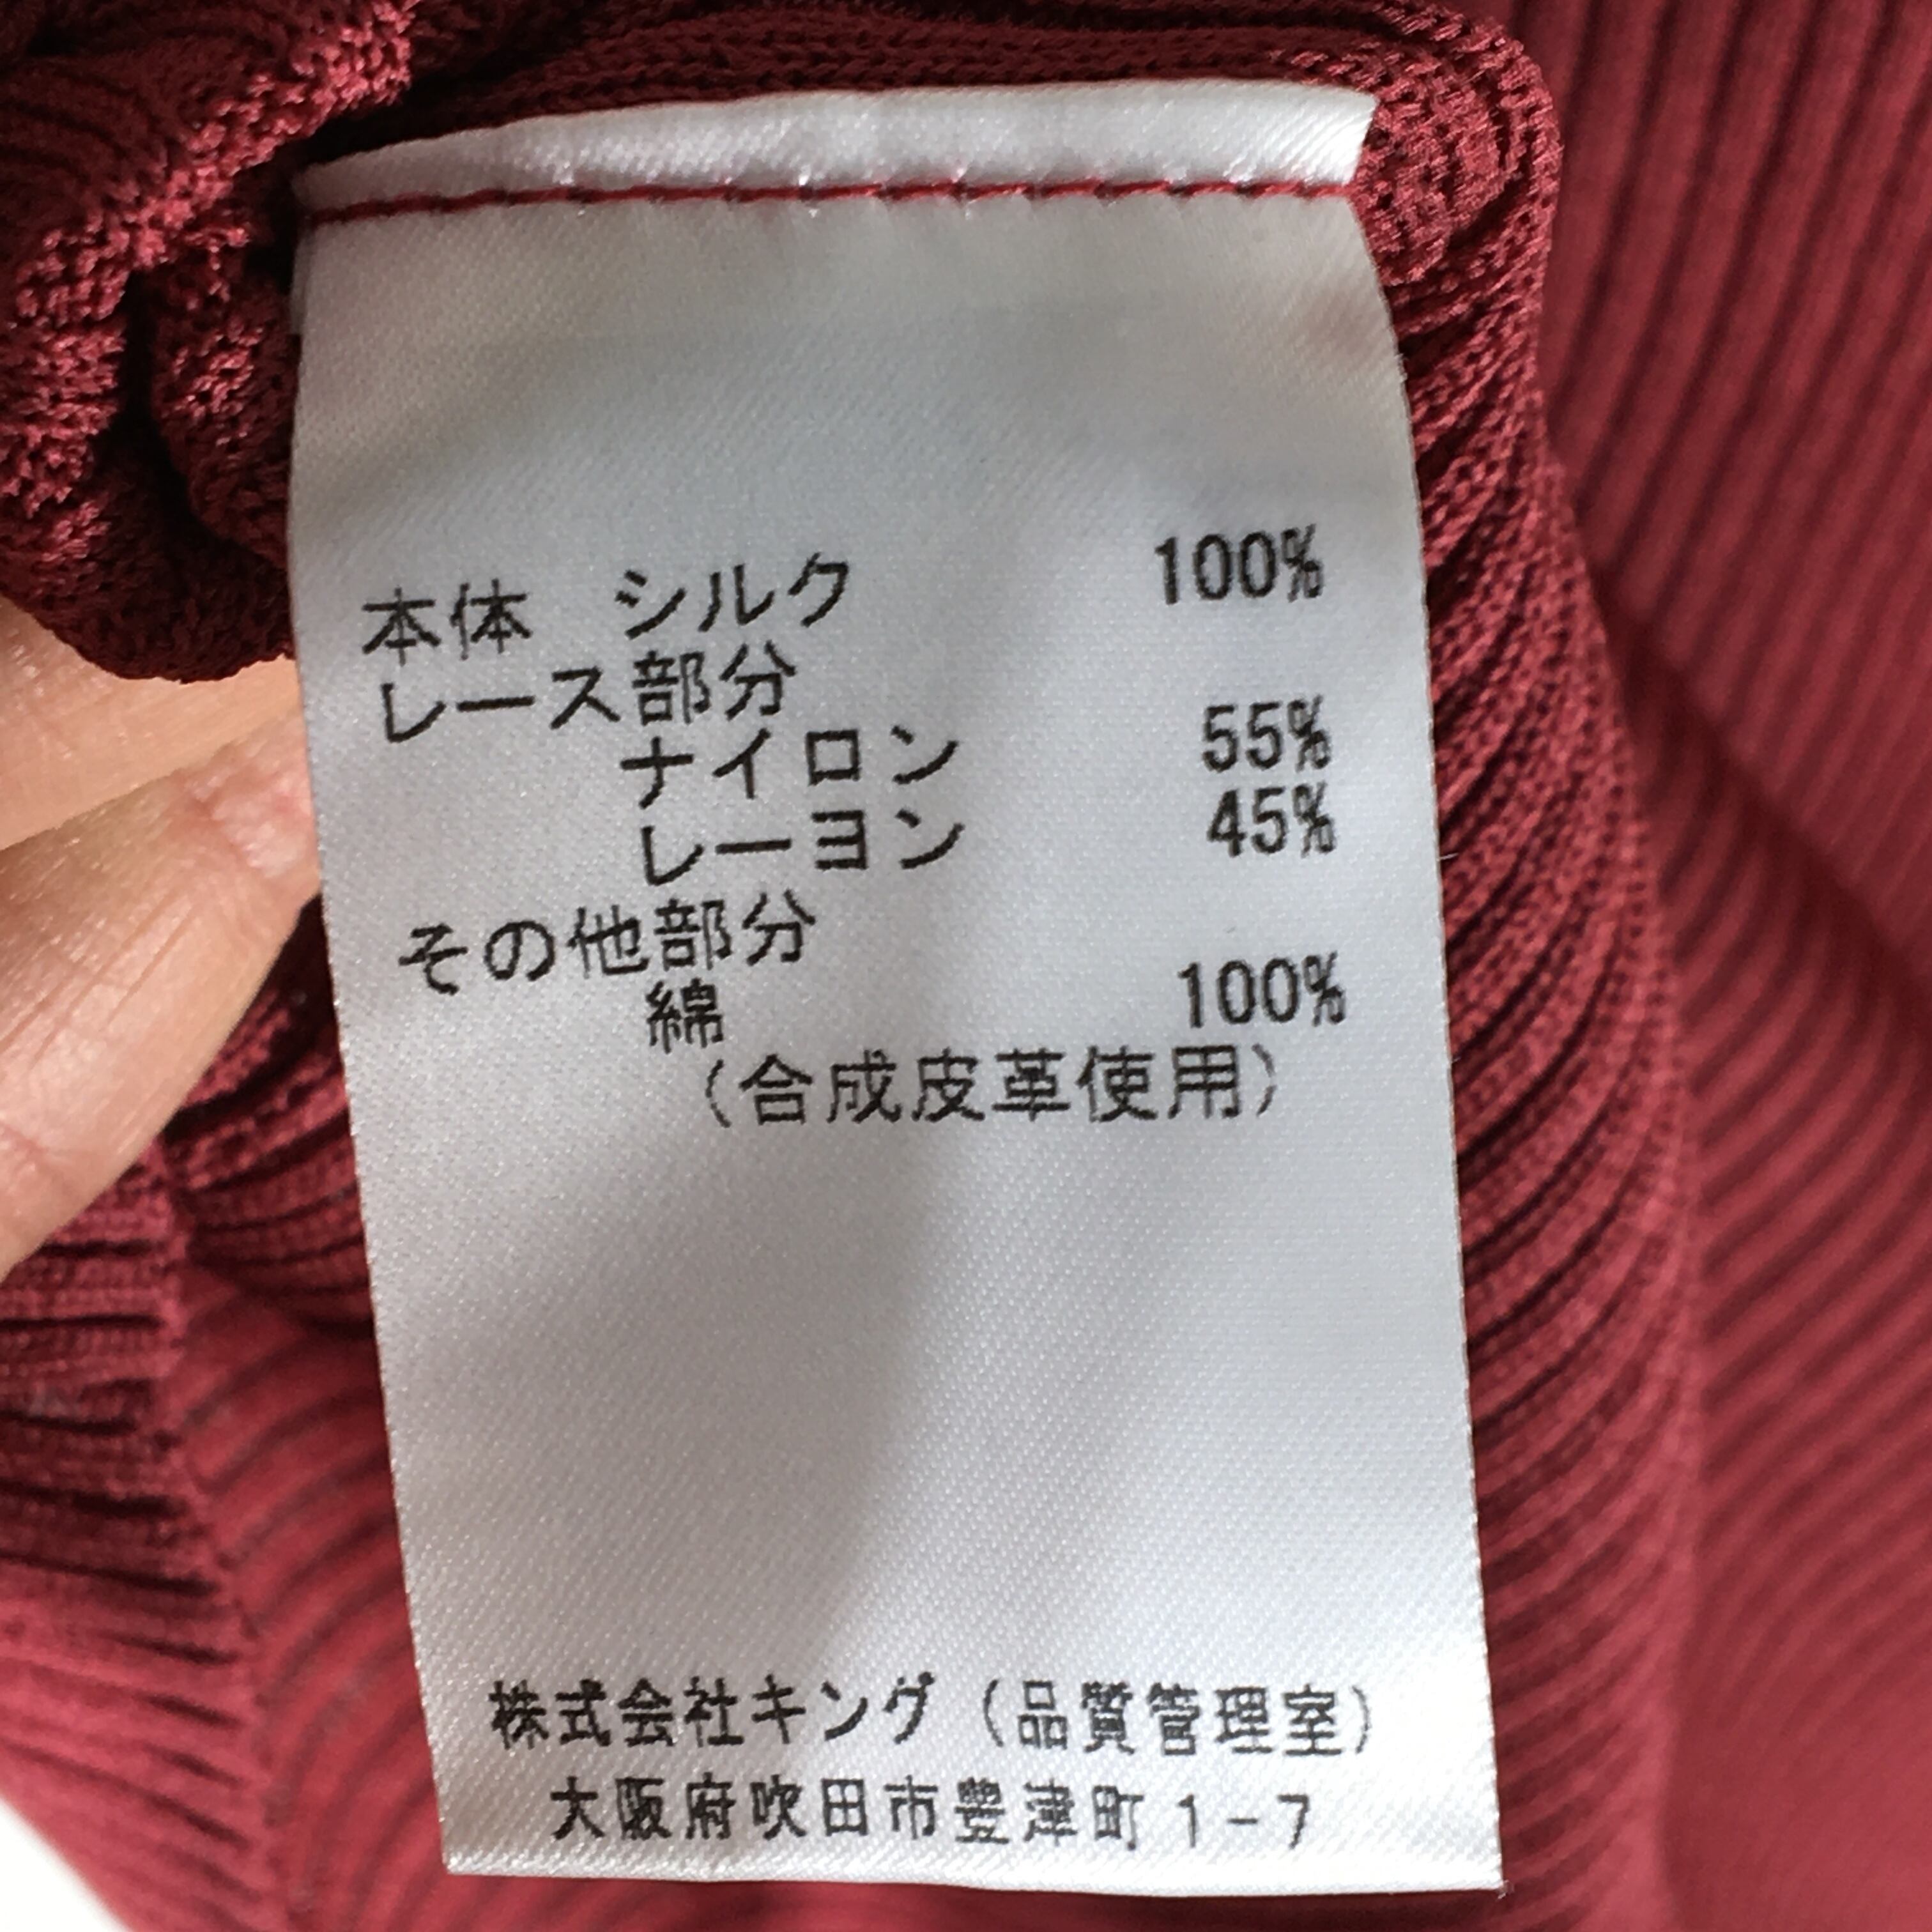 本体 シルク 100%
レース部分
ナイロン 55%
レーヨン 45%
その他部分
綿 100%
(合成皮革使用)
株式会社キング(品質管理室)
大阪府吹田市豊津町1-7